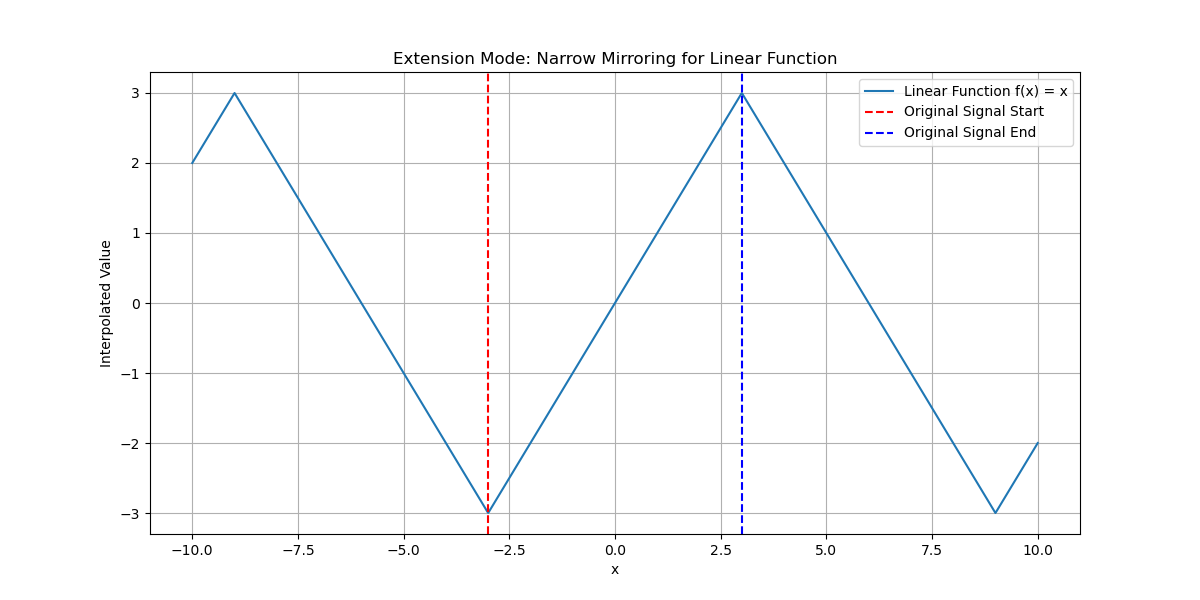 Extension Mode: Narrow Mirroring for Linear Function
Linear Function f(x) = x
Original Signal Start
Original Signal End
Interpolated Value
3
2
1
0
−1
−2
−3
−10.0 −7.5 −5.0 −2.5 0.0 2.5 5.0 7.5 10.0
x